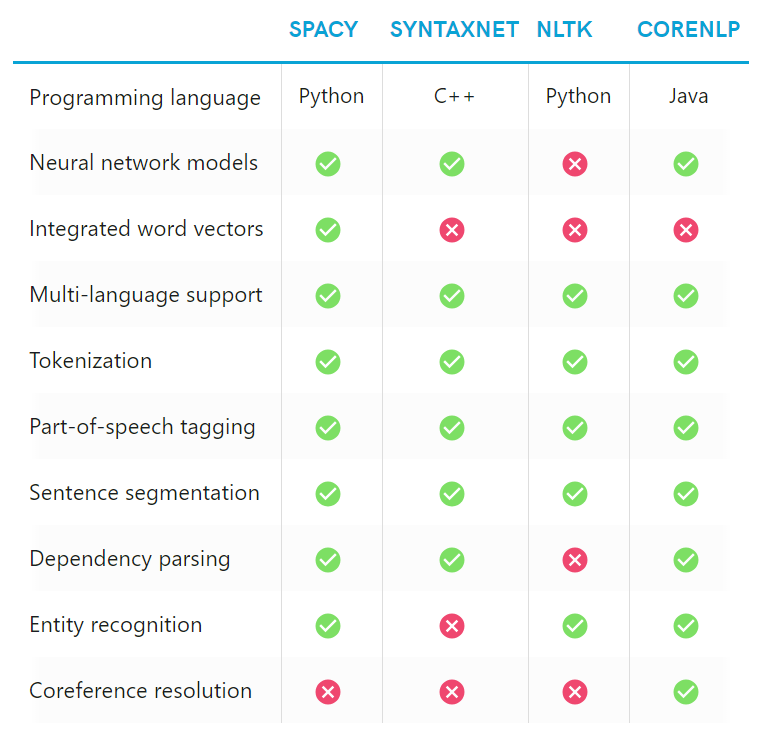 SPACY SYNTAXNET NLTK CORENLP
Programming language Python C++ Python Java
Neural network models
Integrated word vectors
Multi-language support
Tokenization
Part-of-speech tagging
Sentence segmentation
Dependency parsing
Entity recognition
Coreference resolution